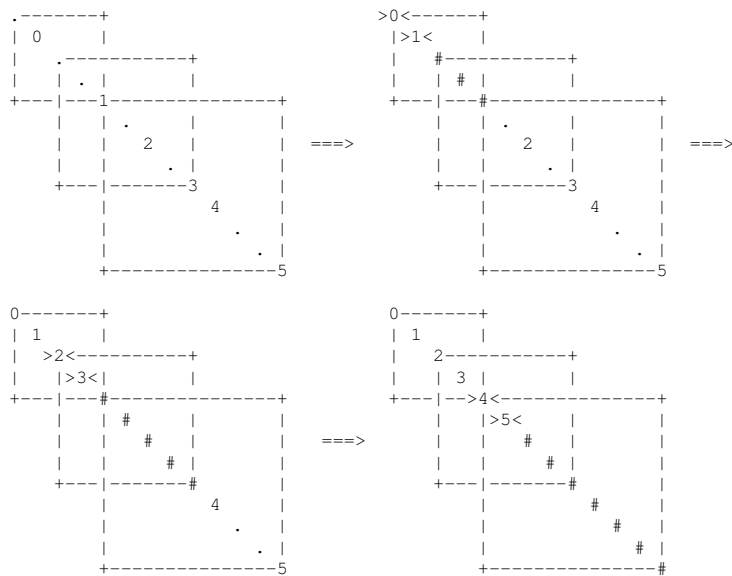 .-------+                         >0<------+
|  0    |                          |>1<    |
|   .-----------+                  |   #-----------+
|   | . |       |                  |   | # |       |
+---|---1---------------+          +---|---#---------------+
    |   | .     |       |              |   | .     |       |
    |   |   2   |       |  ===>        |   |   2   |       |  ===>
    |   |     . |       |              |   |     . |       |
    +---|-------3       |              +---|-------3       |
        |         4     |                  |         4     |
        |           .   |                  |           .   |
        |             . |                  |             . |
        +---------------5                  +---------------5
0-------+                          0-------+
| 1     |                          | 1     |
|  >2<----------+                  |   2-----------+
|   |>3<|       |                  |   | 3 |       |
+---|---#---------------+          +---|-->4<--------------+
    |   | #     |       |              |   |>5<    |       |
    |   |   #   |       |  ===>        |   |   #   |       |
    |   |     # |       |              |   |     # |       |
    +---|-------#       |              +---|-------#       |
        |         4     |                  |         #     |
        |           .   |                  |           #   |
        |             . |                  |             # |
        +---------------5                  +---------------#